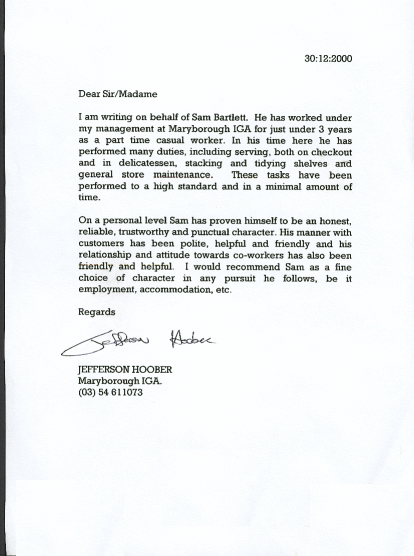 30:12:2000
Dear Sir/Madame
I am writing on behalf of Sam Bartlett. He has worked under
my management at Maryborough IGA for just under 3 years
as a part time casual worker. In his time here he has
performed many duties, including serving, both on checkout
and in delicatessen, stacking and tidying shelves and
general store maintenance. These tasks have been
performed to a high standard and in a minimal amount of
time.
On a personal level Sam has proven himself to be an honest,
reliable, trustworthy and punctual character. His manner with
customers has been polite, helpful and friendly and his
relationship and attitude towards co-workers has also been
friendly and helpful. I would recommend Sam as a fine
choice of character in any pursuit he follows, be it
employment, accommodation, etc.
Regards
Jefferson Hoober
JEFFERSON HOOBER
Maryborough IGA.
(03) 54 611073